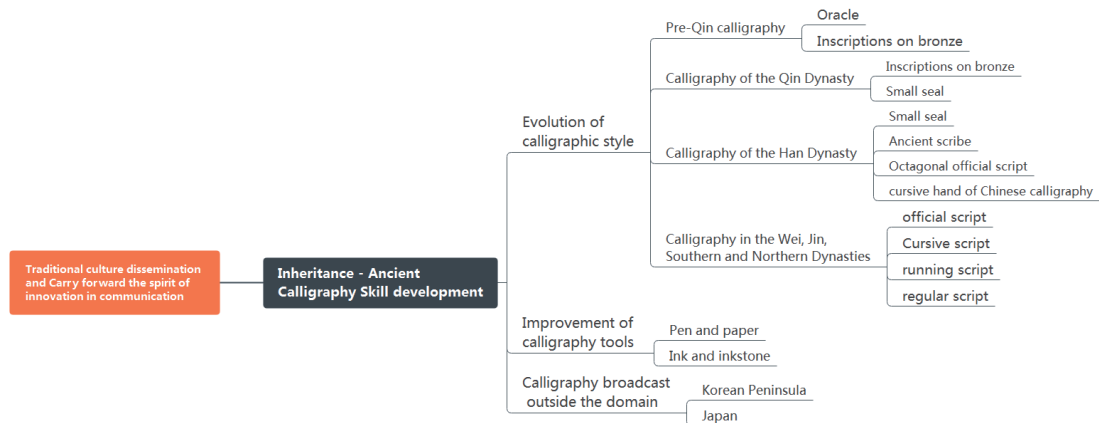 Traditional culture dissemination
and Carry forward the spirit of
innovation in communication
Inheritance - Ancient
Calligraphy Skill development
Evolution of
calligraphic style
Pre-Qin calligraphy
Oracle
Inscriptions on bronze
Calligraphy of the Qin Dynasty
Inscriptions on bronze
Small seal
Calligraphy of the Han Dynasty
Small seal
Ancient scribe
Octagonal official script
cursive hand of Chinese calligraphy
Calligraphy in the Wei, Jin,
Southern and Northern Dynasties
official script
Cursive script
running script
regular script
Improvement of
calligraphy tools
Pen and paper
Ink and inkstone
Calligraphy broadcast
outside the domain
Korean Peninsula
Japan